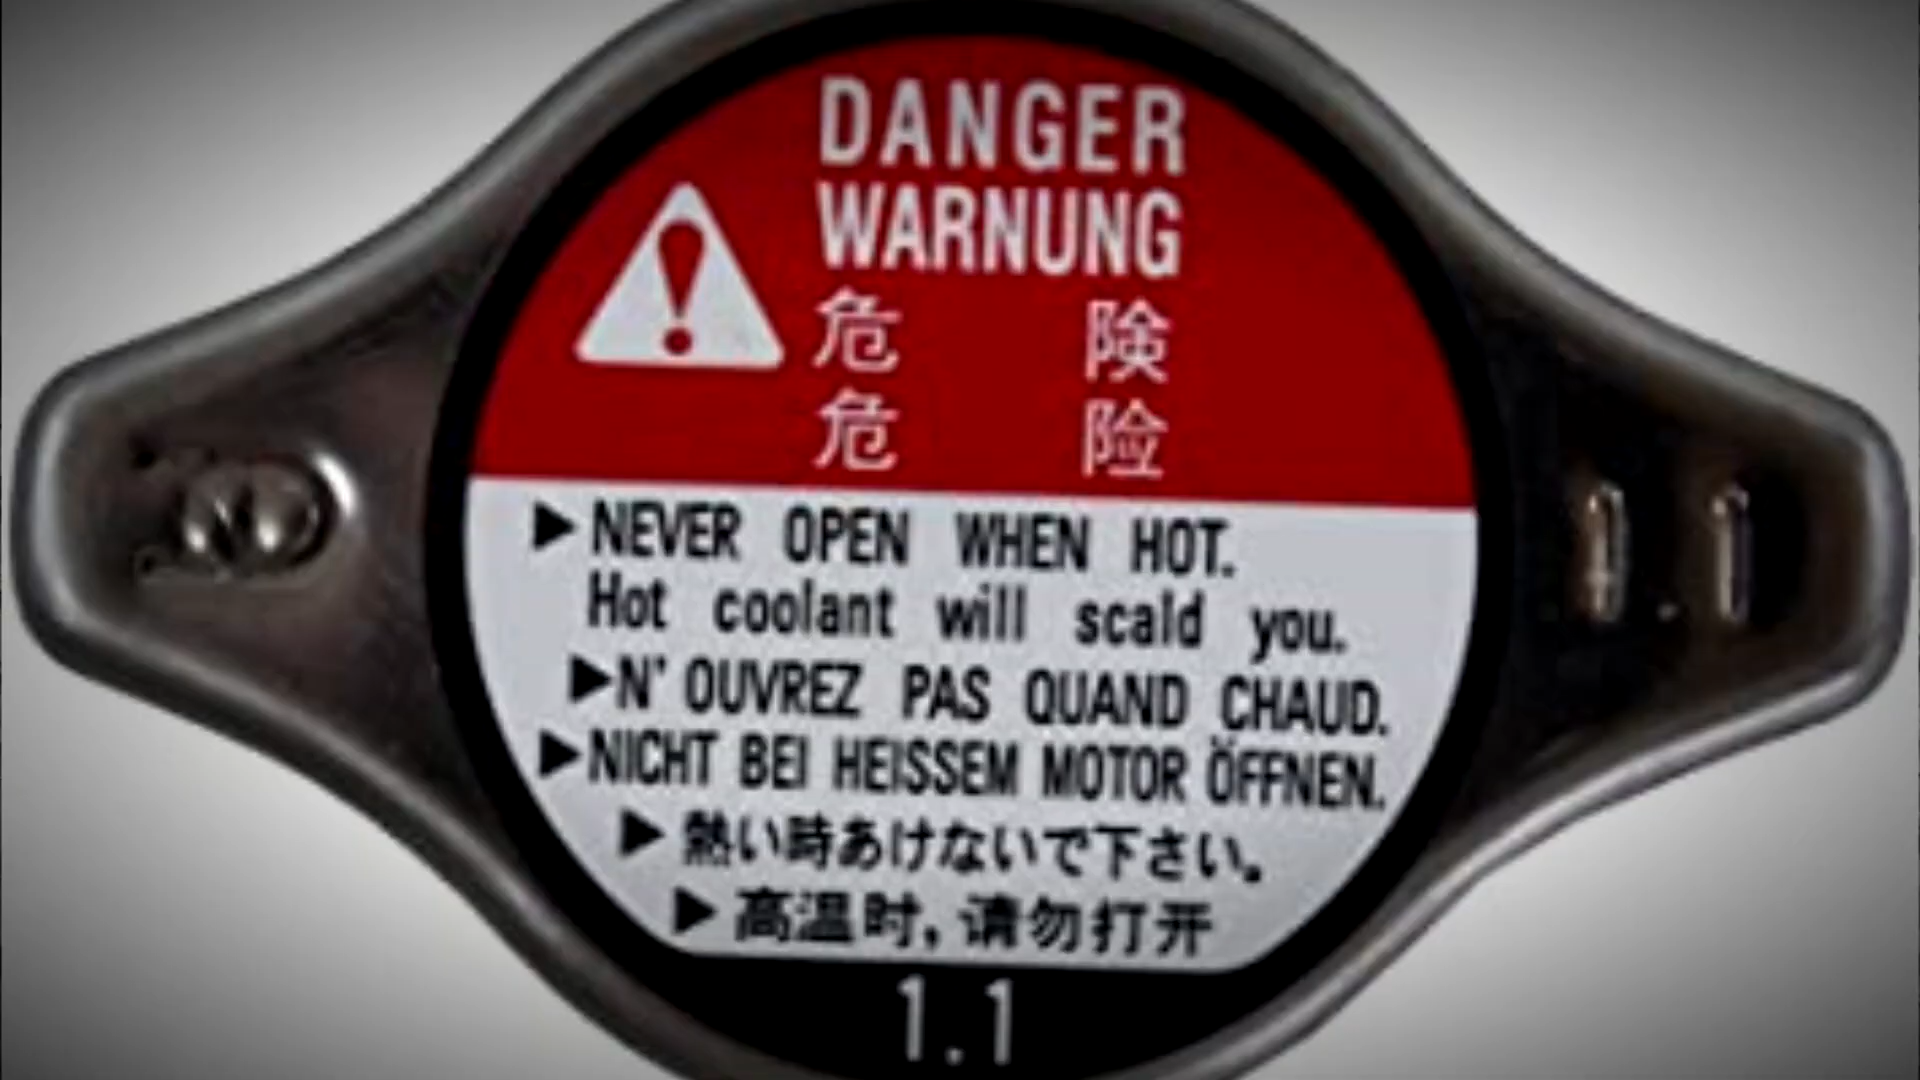 DANGER
WARNUNG
危 険
危 险
▶NEVER OPEN WHEN HOT.
Hot coolant will scald you.
▶N' OUVREZ PAS QUAND CHAUD.
▶NICHT BEI HEISSEM MOTOR ÖFFNEN.
▶熱い時あけないで下さい。
▶高温时,请勿打开
1.1